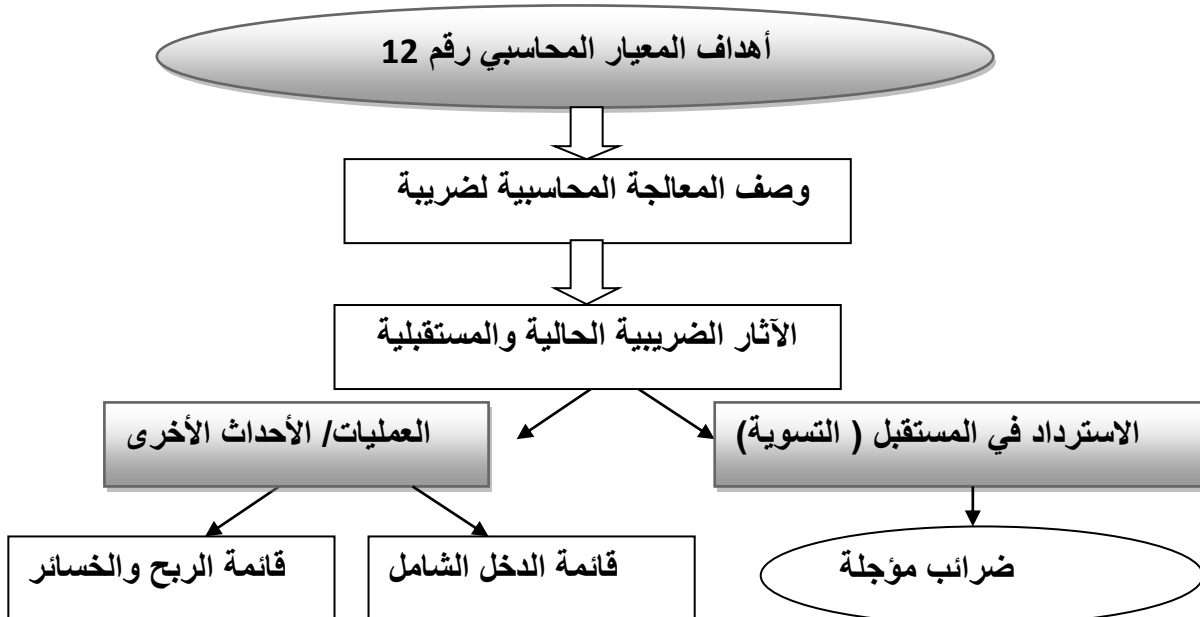 أهداف المعيار المحاسبي رقم 12
وصف المعالجة المحاسبية لضريبة
الآثار الضريبية الحالية والمستقبلية
الاسترداد في المستقبل ( التسوية)
العمليات/ الأحداث الأخرى
ضرائب مؤجلة
قائمة الدخل الشامل
قائمة الربح والخسائر